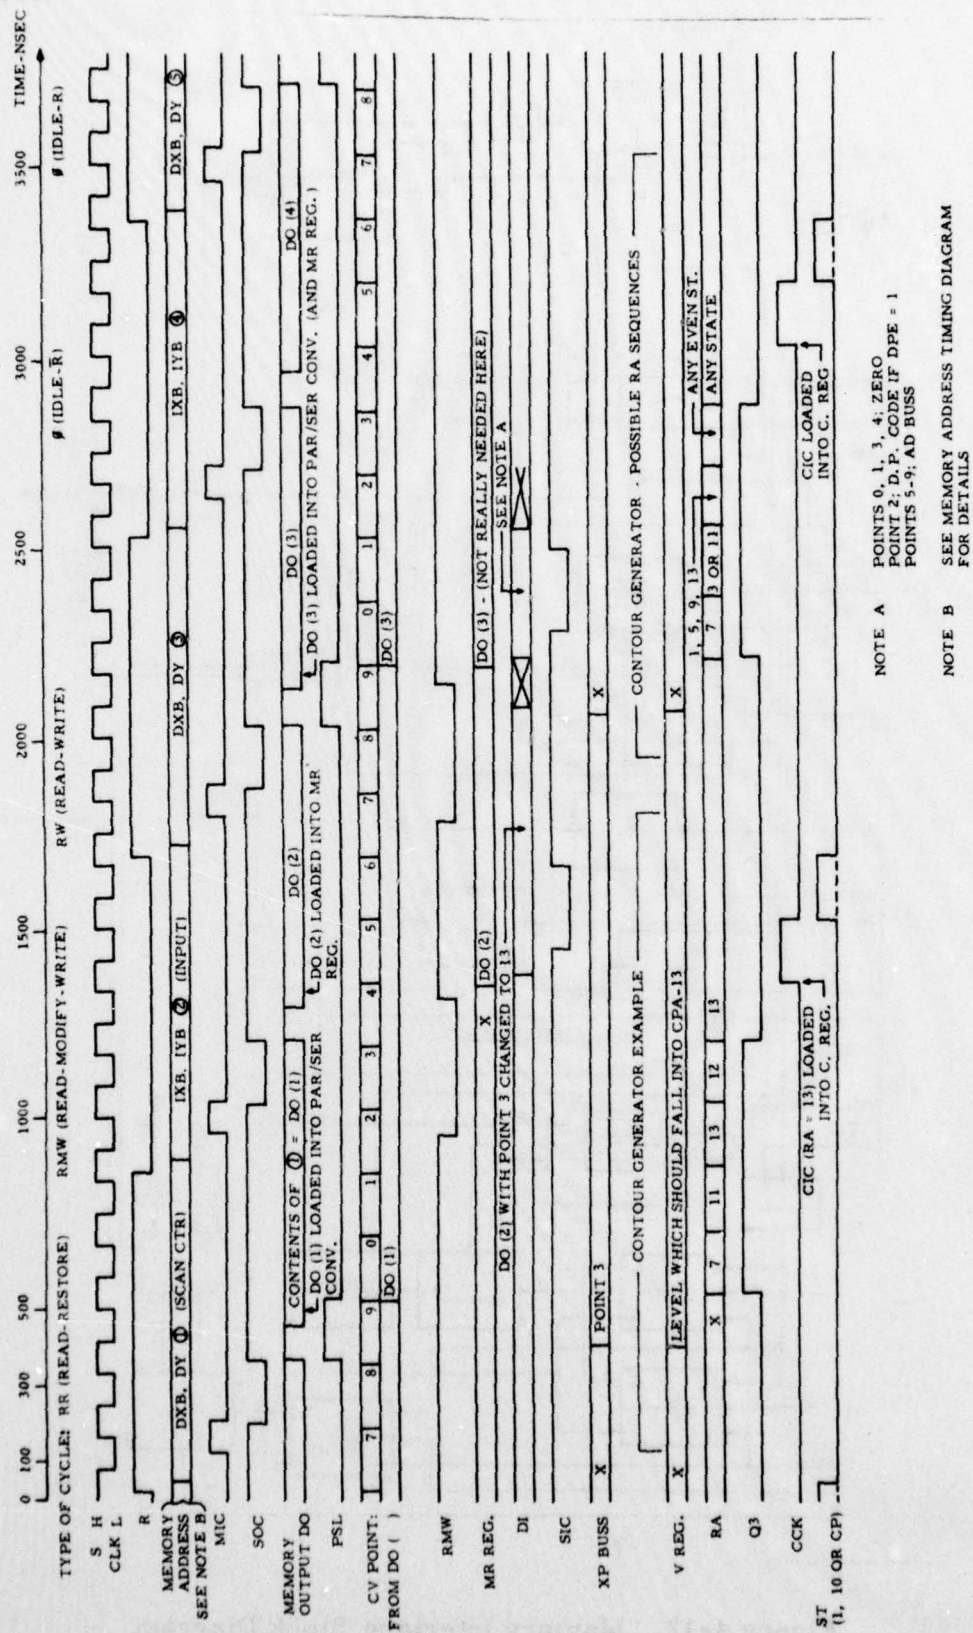 0 100 300 500 1000 1500 2000 2500 3000 3500 TIME-NSEC
TYPE OF CYCLE: RR (READ-RESTORE) RMW (READ-MODIFY-WRITE) RW (READ-WRITE) Ø (IDLE-R̄) Ø (IDLE-R)
S H
CLK L
R
MEMORY ADDRESS DXB, DY ① (SCAN CTR) IXB, IYB ② (INPUT) DXB, DY ③ IXB, IYB ④ DXB, DY ⑤
SEE NOTE B
MIC
SOC
MEMORY OUTPUT DO CONTENTS OF ① = DO (1) DO (2) DO (3) DO (4)
DO (1) LOADED INTO PAR/SER CONV.
DO (2) LOADED INTO MR REG.
DO (3) LOADED INTO PAR/SER CONV. (AND MR REG.)
PSL
CV POINT: 7 8 9 0 1 2 3 4 5 6 7 8 9 0 1 2 3 4 5 6 7 8
FROM DO ( ) DO (1) DO (3)
RMW
MR REG. X DO (2) DO (3) - (NOT REALLY NEEDED HERE)
DO (2) WITH POINT 3 CHANGED TO 13 SEE NOTE A
DI
SIC
XP BUSS X POINT 3 X
CONTOUR GENERATOR EXAMPLE CONTOUR GENERATOR - POSSIBLE RA SEQUENCES
V REG. X LEVEL WHICH SHOULD FALL INTO CPA-13 X
1, 5, 9, 13 ANY EVEN ST.
RA X 7 11 13 12 13 7 3 OR 11 ANY STATE
Q3
CCK
CIC (RA = 13) LOADED INTO C. REG.
CIC LOADED INTO C. REG
ST
(1, 10 OR CP)
NOTE A POINTS 0, 1, 3, 4; ZERO
POINT 2; D.P. CODE IF DPE = 1
POINTS 5-9; AD BUSS
NOTE B SEE MEMORY ADDRESS TIMING DIAGRAM
FOR DETAILS